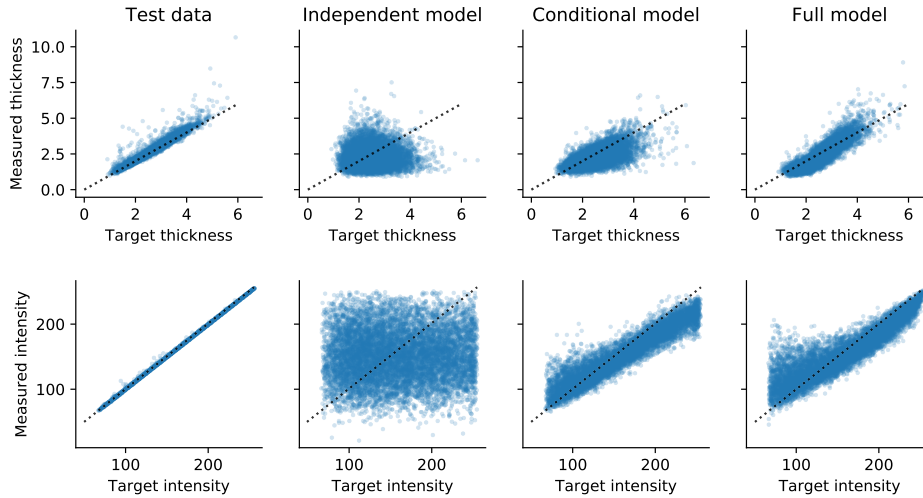 Test data
Independent model
Conditional model
Full model
Measured thickness
10.0
7.5
5.0
2.5
0.0
0 2 4 6
0 2 4 6
0 2 4 6
0 2 4 6
Target thickness
Target thickness
Target thickness
Target thickness
Measured intensity
200
100
100 200
100 200
100 200
100 200
Target intensity
Target intensity
Target intensity
Target intensity